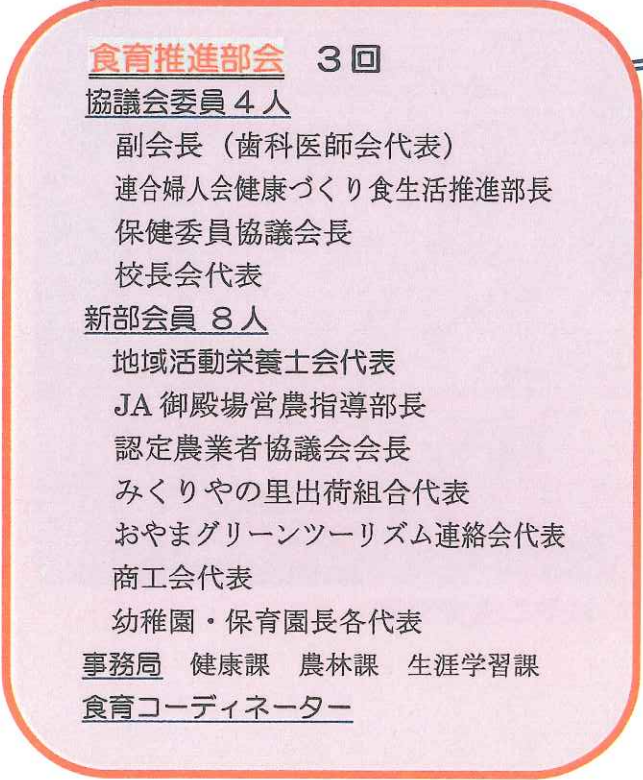 食育推進部会　３回
協議会委員４人
副会長（歯科医師会代表）
連合婦人会健康づくり食生活推進部長
保健委員協議会長
校長会代表
新部会員 ８人
地域活動栄養士会代表
JA 御殿場営農指導部長
認定農業者協議会会長
みくりやの里出荷組合代表
おやまグリーンツーリズム連絡会代表
商工会代表
幼稚園・保育園長各代表
事務局　健康課　農林課　生涯学習課
食育コーディネーター